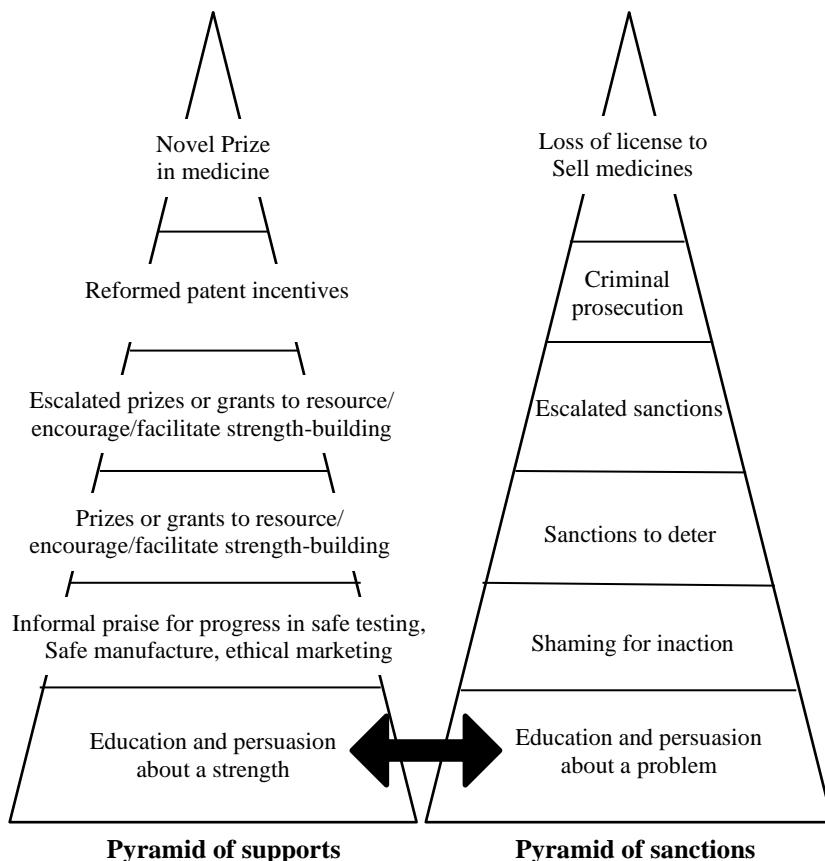 Novel Prize
in medicine
Reformed patent incentives
Escalated prizes or grants to resource/
encourage/facilitate strength-building
Prizes or grants to resource/
encourage/facilitate strength-building
Informal praise for progress in safe testing,
Safe manufacture, ethical marketing
Education and persuasion
about a strength
Pyramid of supports
Loss of license to
Sell medicines
Criminal
prosecution
Escalated sanctions
Sanctions to deter
Shaming for inaction
Education and persuasion
about a problem
Pyramid of sanctions